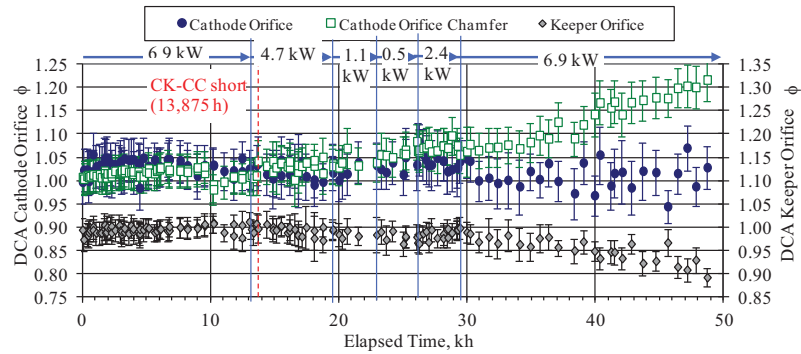 Cathode Orifice Cathode Orifice Chamfer Keeper Orifice
6 9 kW 4.7 kW 1.1 kW 0.5 kW 2.4 kW 6.9 kW
CK-CC short
(13,875 h)
DCA Cathode Orifice ϕ
1.25
1.20
1.15
1.10
1.05
1.00
0.95
0.90
0.85
0.80
0.75
1.35
1.30
1.25
1.20
1.15
1.10
1.05
1.00
0.95
0.90
0.85
DCA Keeper Orifice ϕ
0 10 20 30 40 50
Elapsed Time, kh